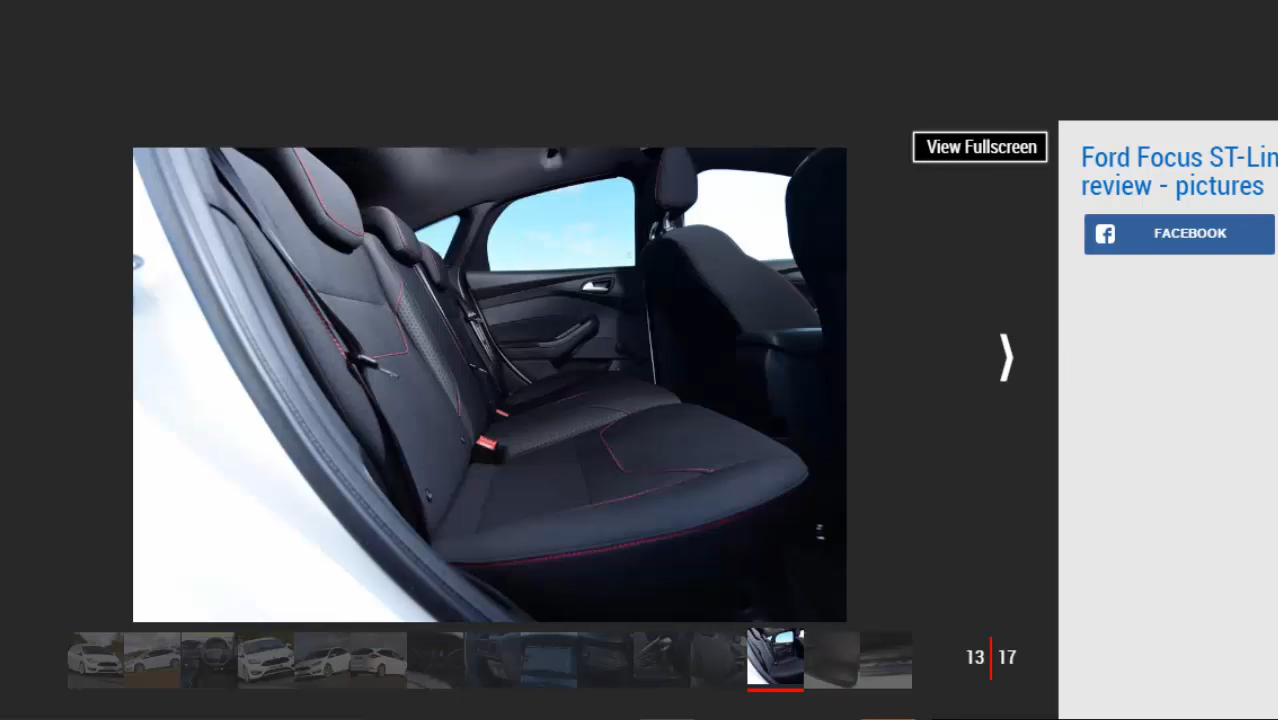 View Fullscreen
Ford Focus ST-Lin
review - pictures
FACEBOOK
13 17